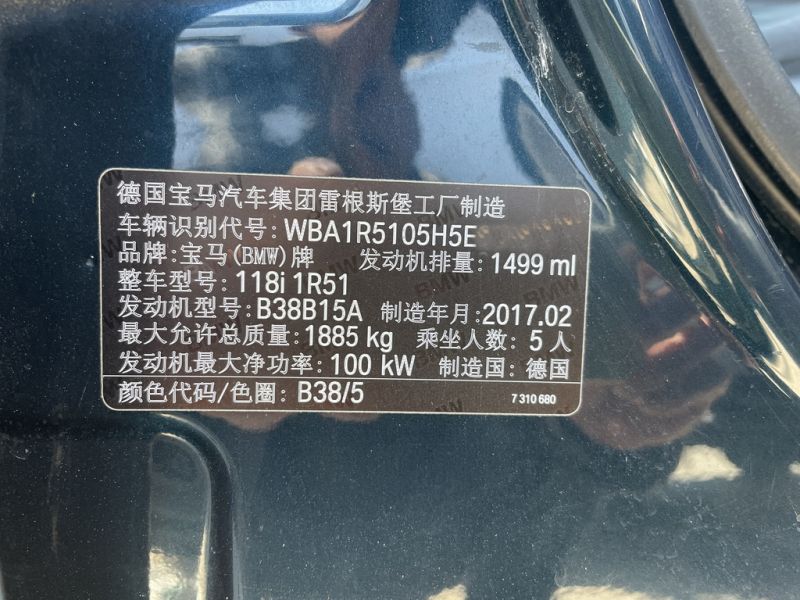 德国宝马汽车集团雷根斯堡工厂制造
车辆识别代号: WBA1R5105H5E
品牌: 宝马(BMW)牌 发动机排量: 1499 ml
整车型号: 118i 1R51
发动机型号: B38B15A 制造年月: 2017.02
最大允许总质量: 1885 kg 乘坐人数: 5 人
发动机最大净功率: 100 kW 制造国: 德国
颜色代码/色圈: B38/5 7 310 680